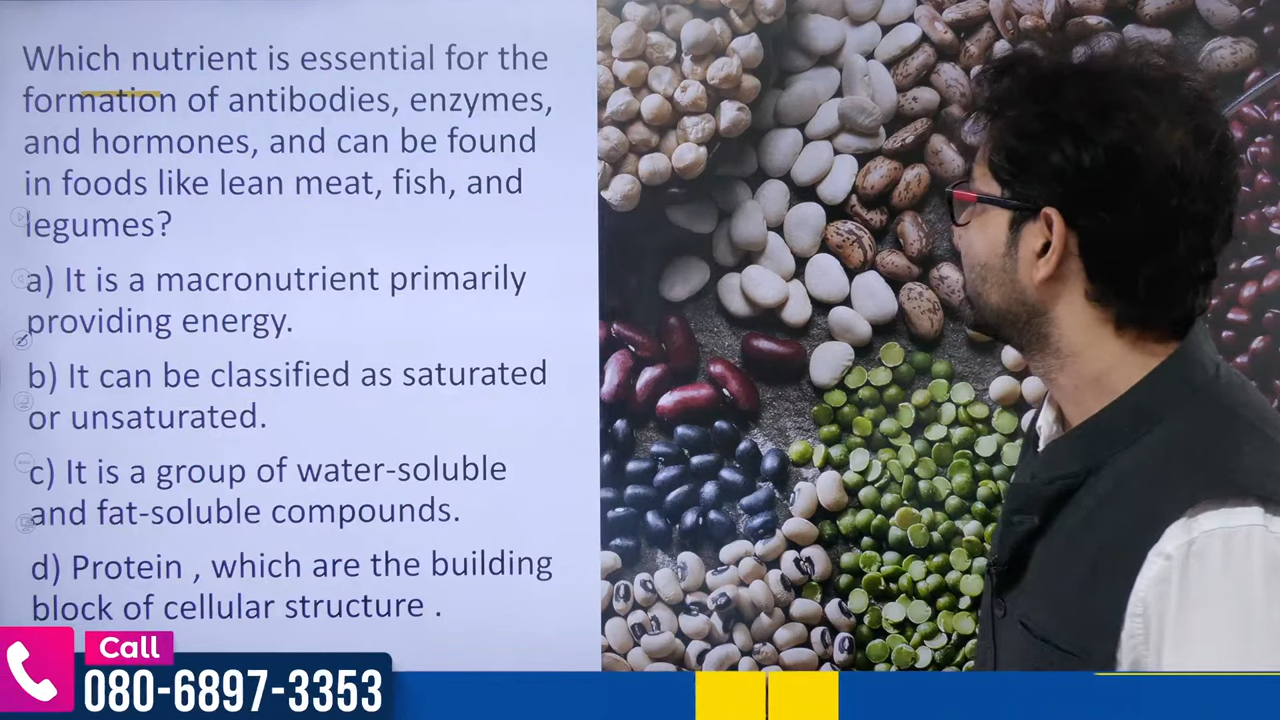 Which nutrient is essential for the
formation of antibodies, enzymes,
and hormones, and can be found
in foods like lean meat, fish, and
legumes?
a) It is a macronutrient primarily
providing energy.
b) It can be classified as saturated
or unsaturated.
c) It is a group of water-soluble
and fat-soluble compounds.
d) Protein , which are the building
block of cellular structure .
Call
080-6897-3353